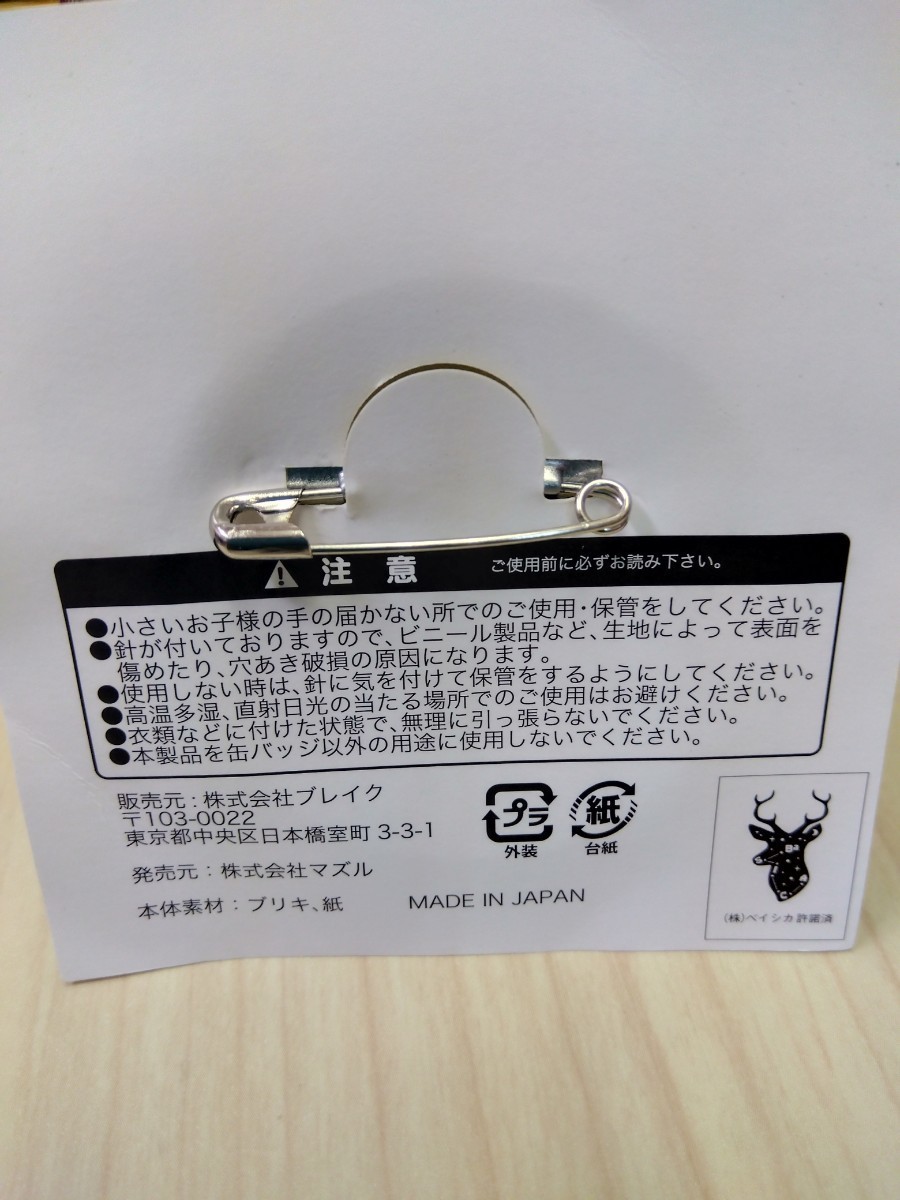 注意 ご使用前に必ずお読み下さい。
●小さいお子様の手の届かない所でのご使用・保管をしてください。
●針が付いておりますので、ビニール製品など、生地によって表面を
傷めたり、穴あき破損の原因になります。
●使用しない時は、針に気を付けて保管をするようにしてください。
●高温多湿、直射日光の当たる場所でのご使用はお避けください。
●衣類などに付けた状態で、無理に引っ張らないでください。
●本製品を缶バッジ以外の用途に使用しないでください。
販売元：株式会社ブレイク
〒103-0022
東京都中央区日本橋室町 3-3-1
発売元：株式会社マズル
本体素材：ブリキ、紙
MADE IN JAPAN
プラ
外装
紙
台紙
(株)ベイシカ許諾済